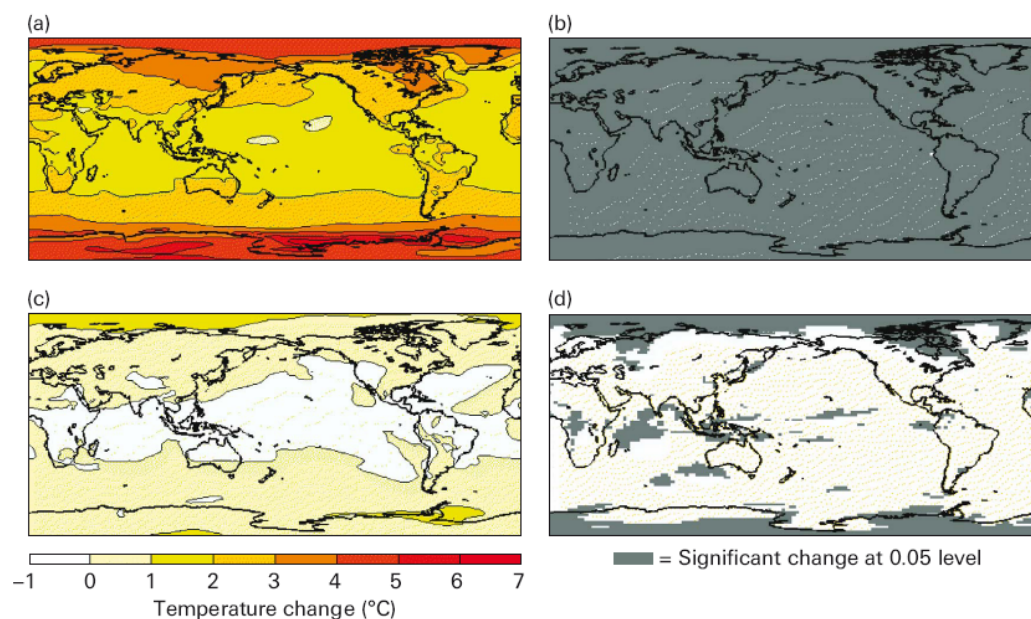 (a)
(b)
(c)
(d)
−1 0 1 2 3 4 5 6 7
Temperature change (°C)
= Significant change at 0.05 level